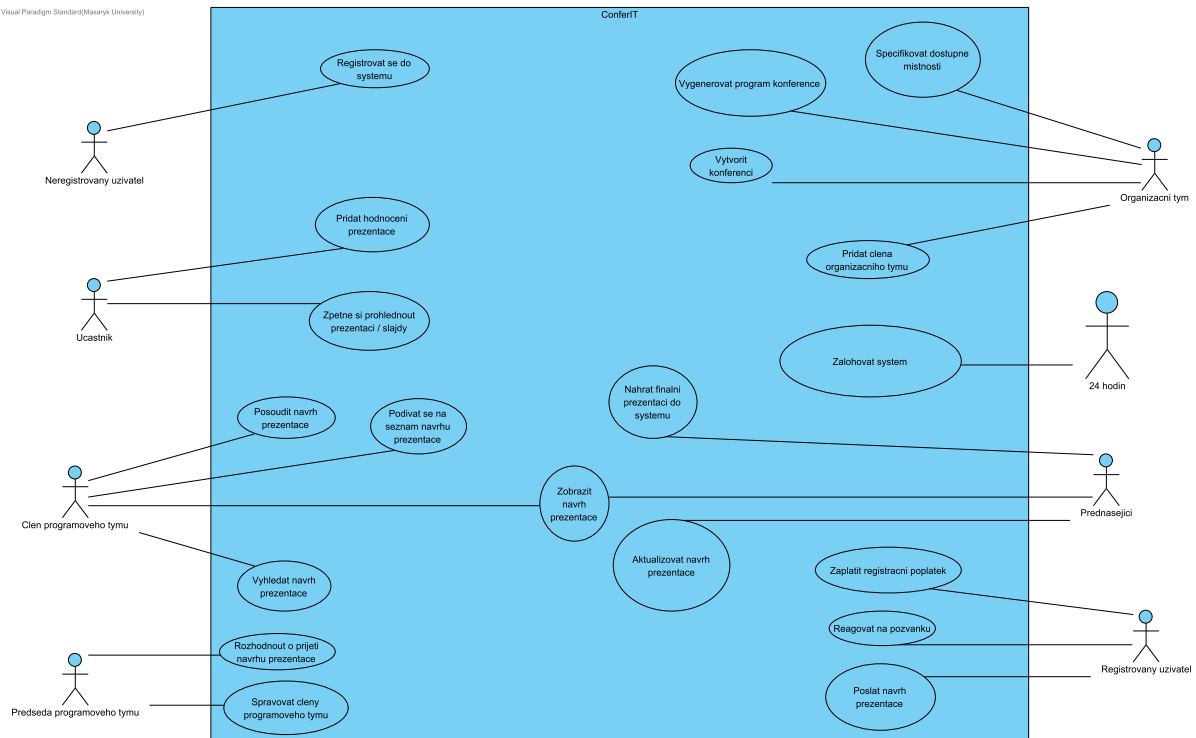 Visual Paradigm Standard(Masaryk University)
ConferIT
Registrovat se do
systemu
Vygenerovat program konference
Specifikovat dostupne
mistnosti
Neregistrovany uzivatel
Vytvorit
konferenci
Organizacni tym
Pridat hodnoceni
prezentace
Pridat clena
organizacniho tymu
Ucastnik
Zpetne si prohlednout
prezentaci / slajdy
Zalohovat system
24 hodin
Nahrat finalni
prezentaci do
systemu
Posoudit navrh
prezentace
Podivat se na
seznam navrhu
prezentace
Clen programoveho tymu
Zobrazit
navrh
prezentace
Prednasejici
Aktualizovat navrh
prezentace
Zaplatit registracni poplatek
Vyhledat navrh
prezentace
Reagovat na pozvanku
Registrovany uzivatel
Rozhodnout o prijeti
navrhu prezentace
Predseda programoveho tymu
Spravovat cleny
programoveho tymu
Poslat navrh
prezentace